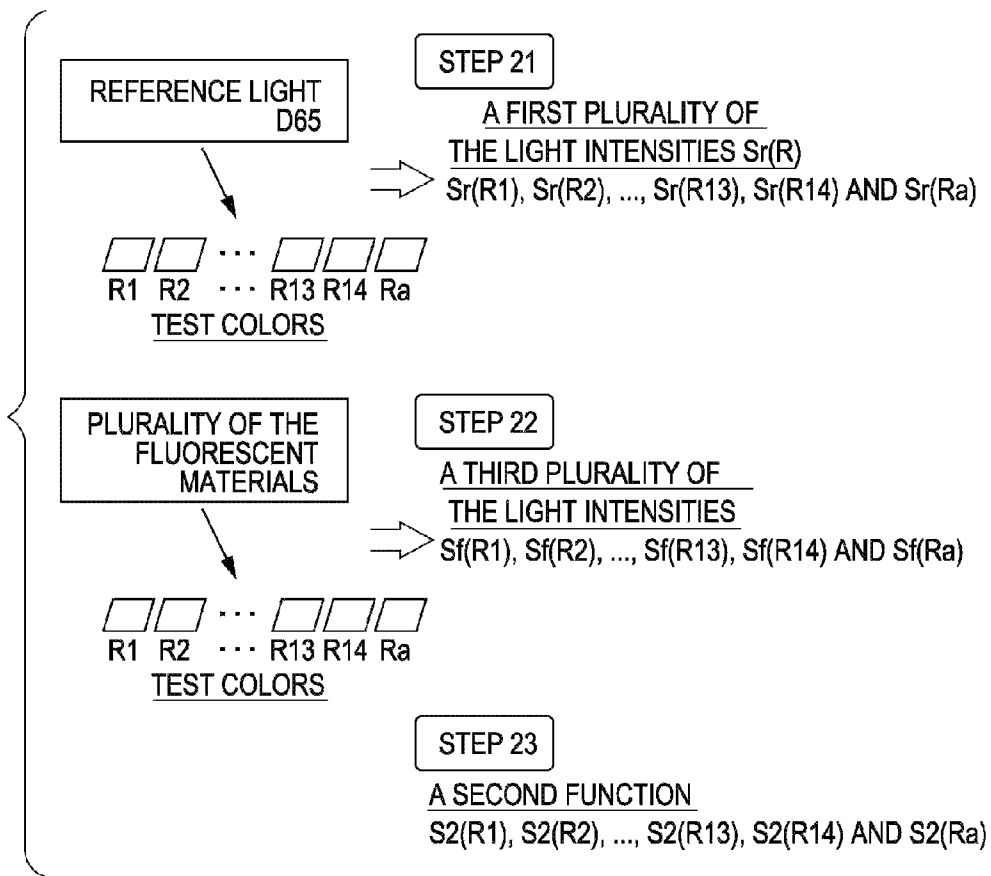 REFERENCE LIGHT
D65
STEP 21
A FIRST PLURALITY OF
THE LIGHT INTENSITIES Sr(R)
Sr(R1), Sr(R2), ..., Sr(R13), Sr(R14) AND Sr(Ra)
...
R1 R2 ... R13 R14 Ra
TEST COLORS
PLURALITY OF THE
FLUORESCENT
MATERIALS
STEP 22
A THIRD PLURALITY OF
THE LIGHT INTENSITIES
Sf(R1), Sf(R2), ..., Sf(R13), Sf(R14) AND Sf(Ra)
...
R1 R2 ... R13 R14 Ra
TEST COLORS
STEP 23
A SECOND FUNCTION
S2(R1), S2(R2), ..., S2(R13), S2(R14) AND S2(Ra)